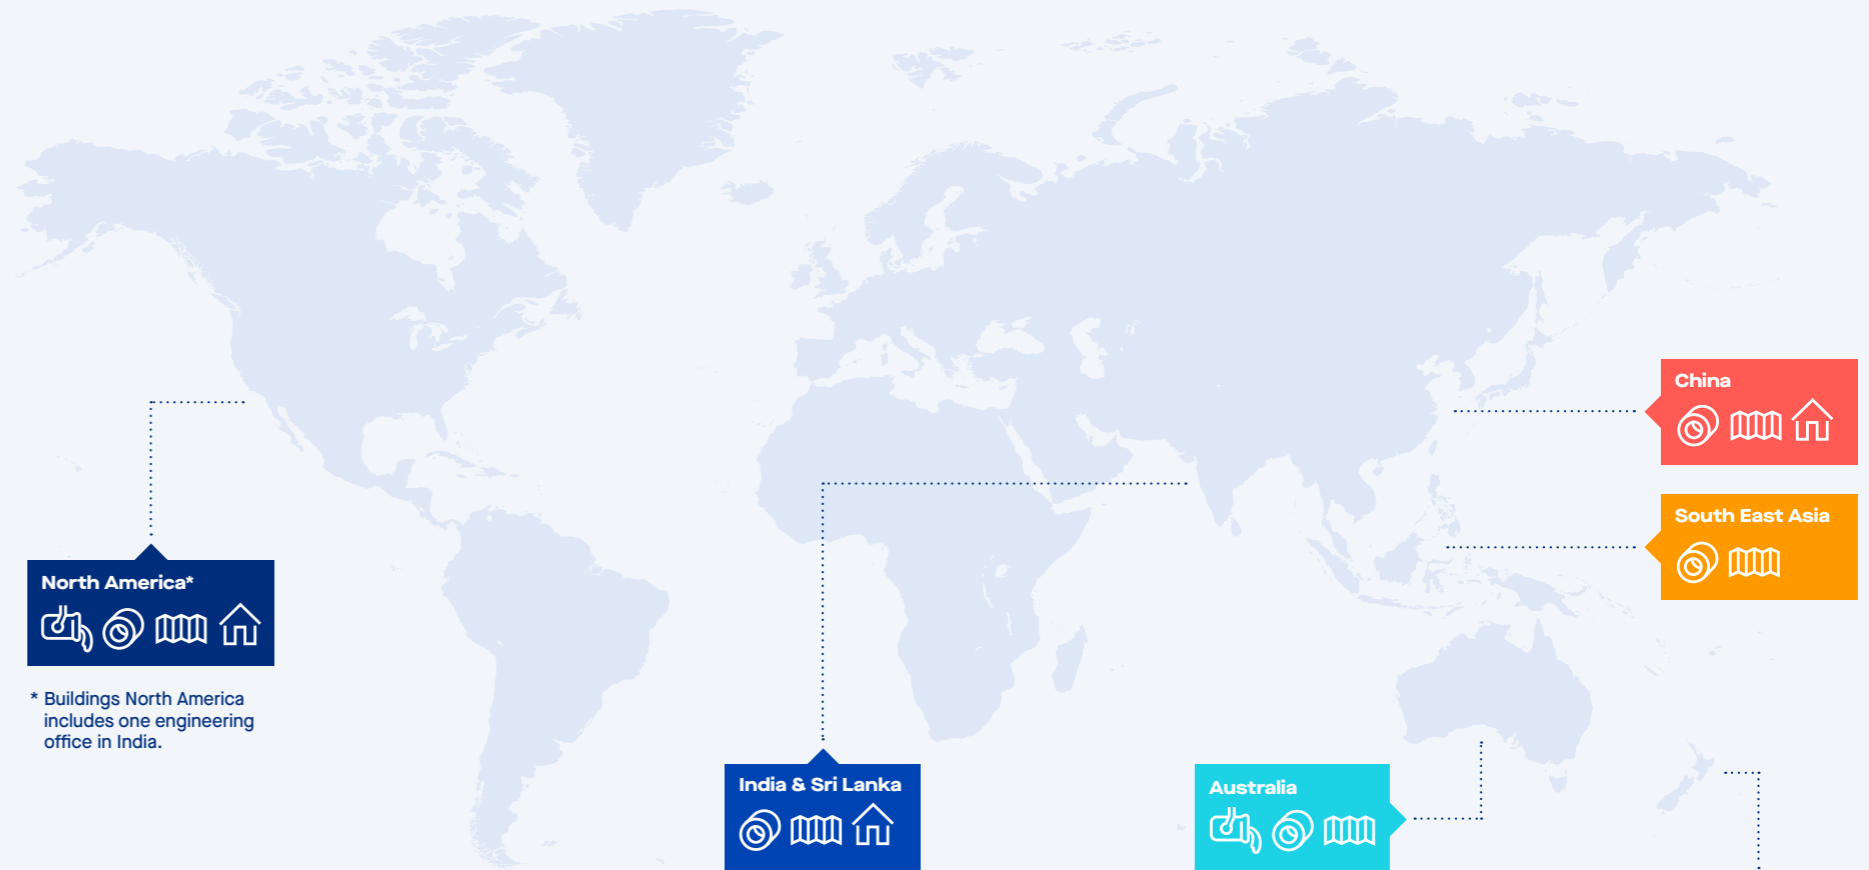 China
South East Asia
North America*
* Buildings North America
includes one engineering
office in India.
India & Sri Lanka
Australia